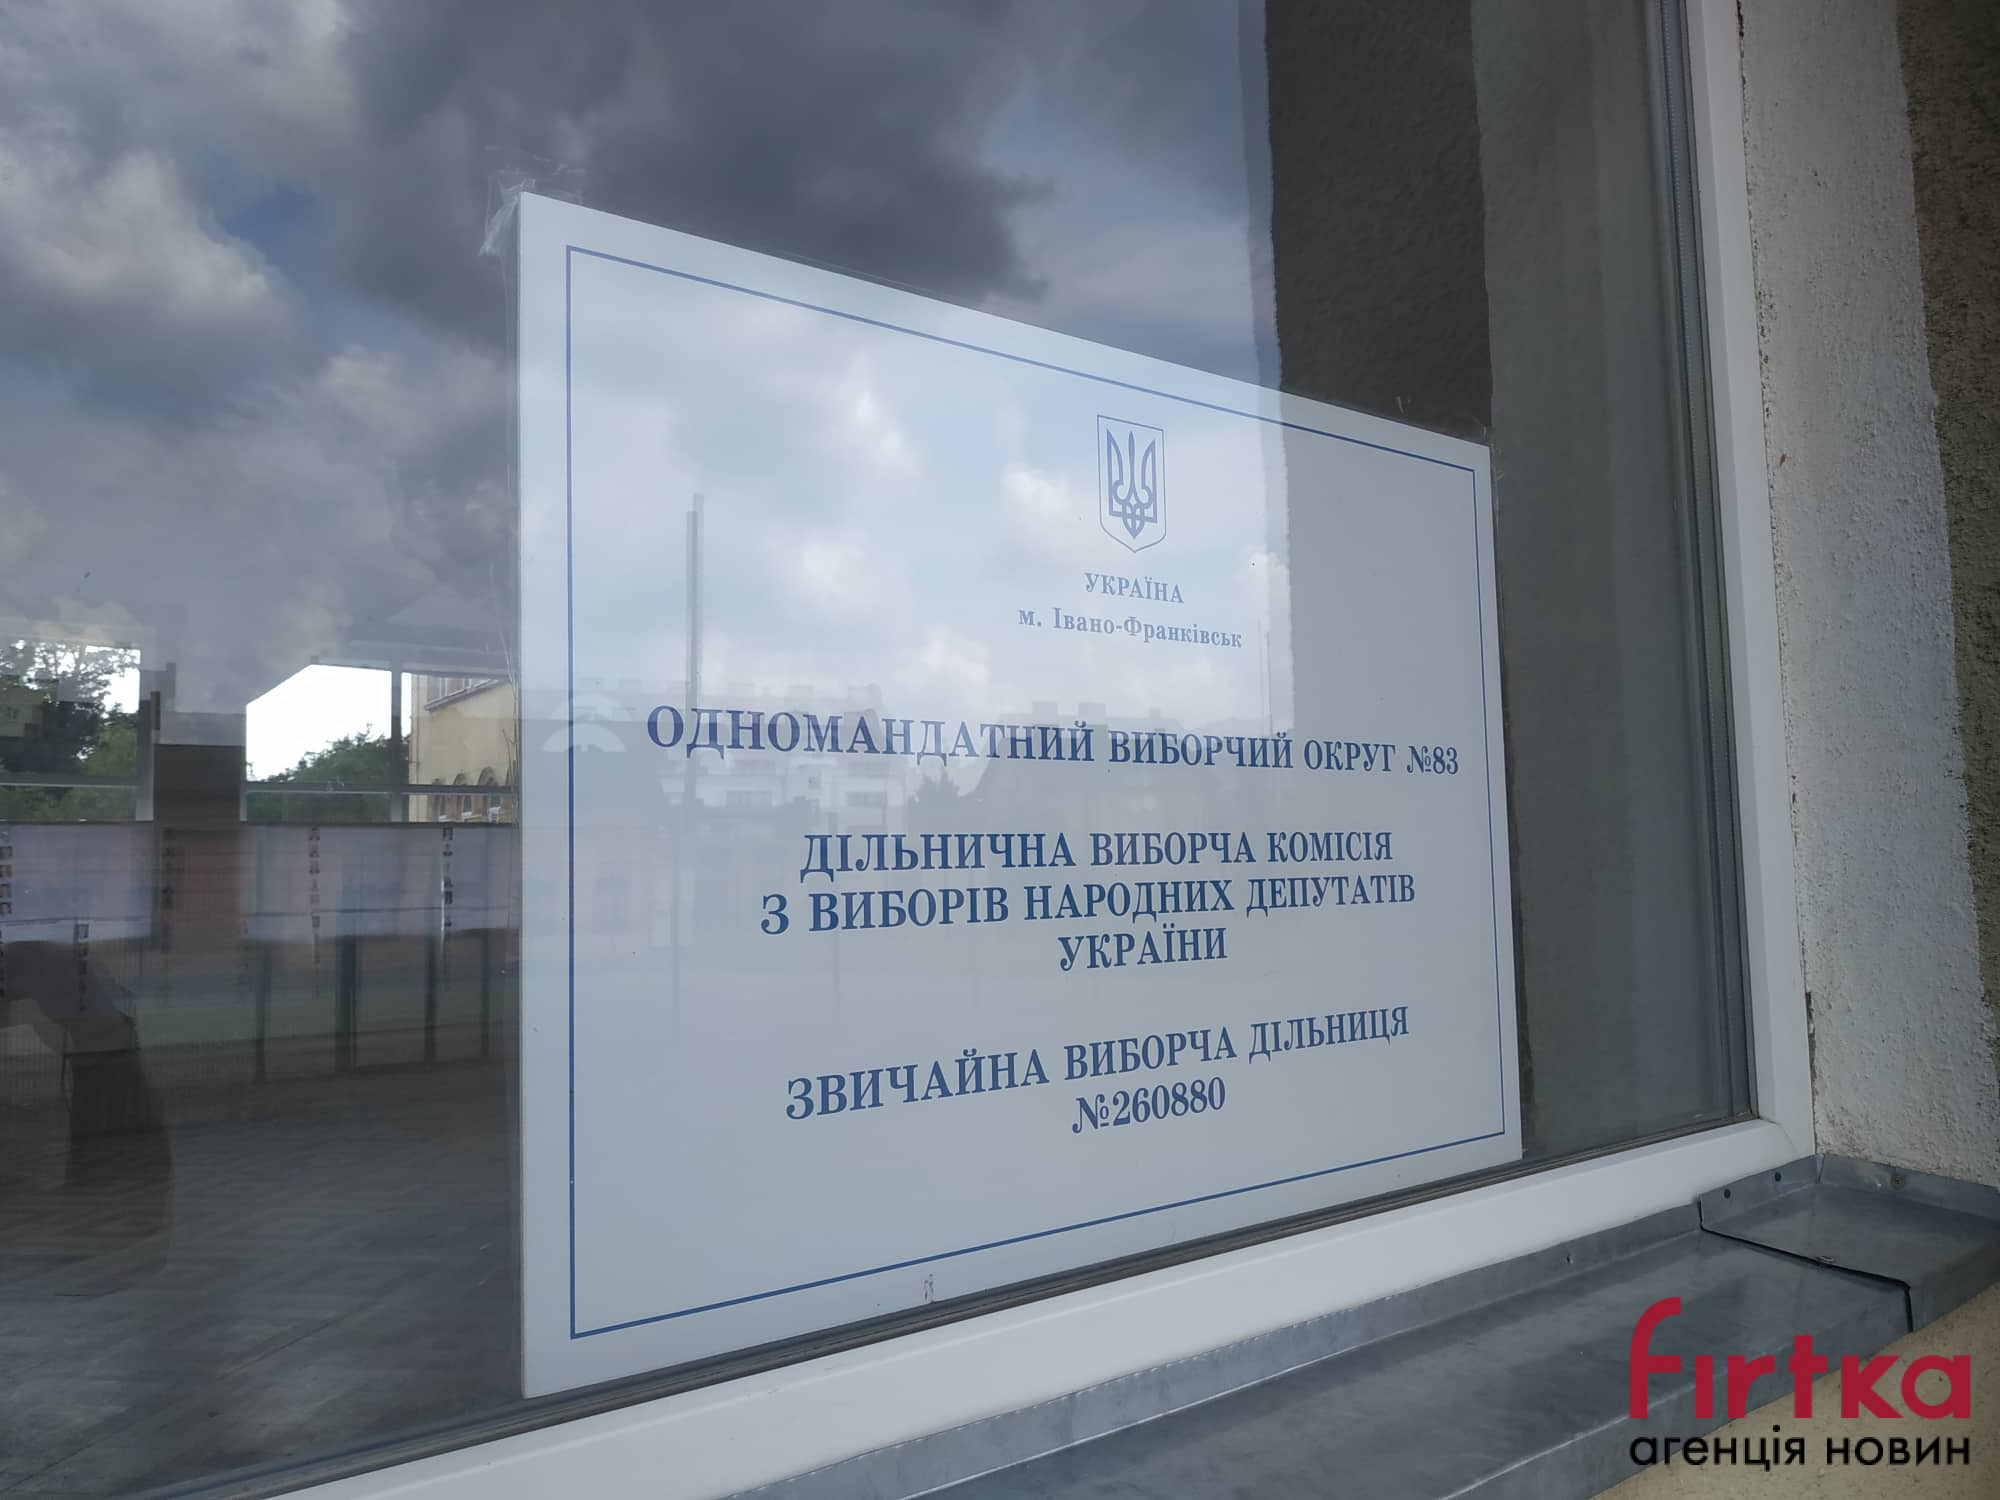 УКРАЇНА
м. Івано-Франківськ
ОДНОМАНДАТНИЙ ВИБОРЧИЙ ОКРУГ №83
ДІЛЬНИЧНА ВИБОРЧА КОМІСІЯ
З ВИБОРІВ НАРОДНИХ ДЕПУТАТІВ
УКРАЇНИ
ЗВИЧАЙНА ВИБОРЧА ДІЛЬНИЦЯ
№260880
fırtka
агенція новин